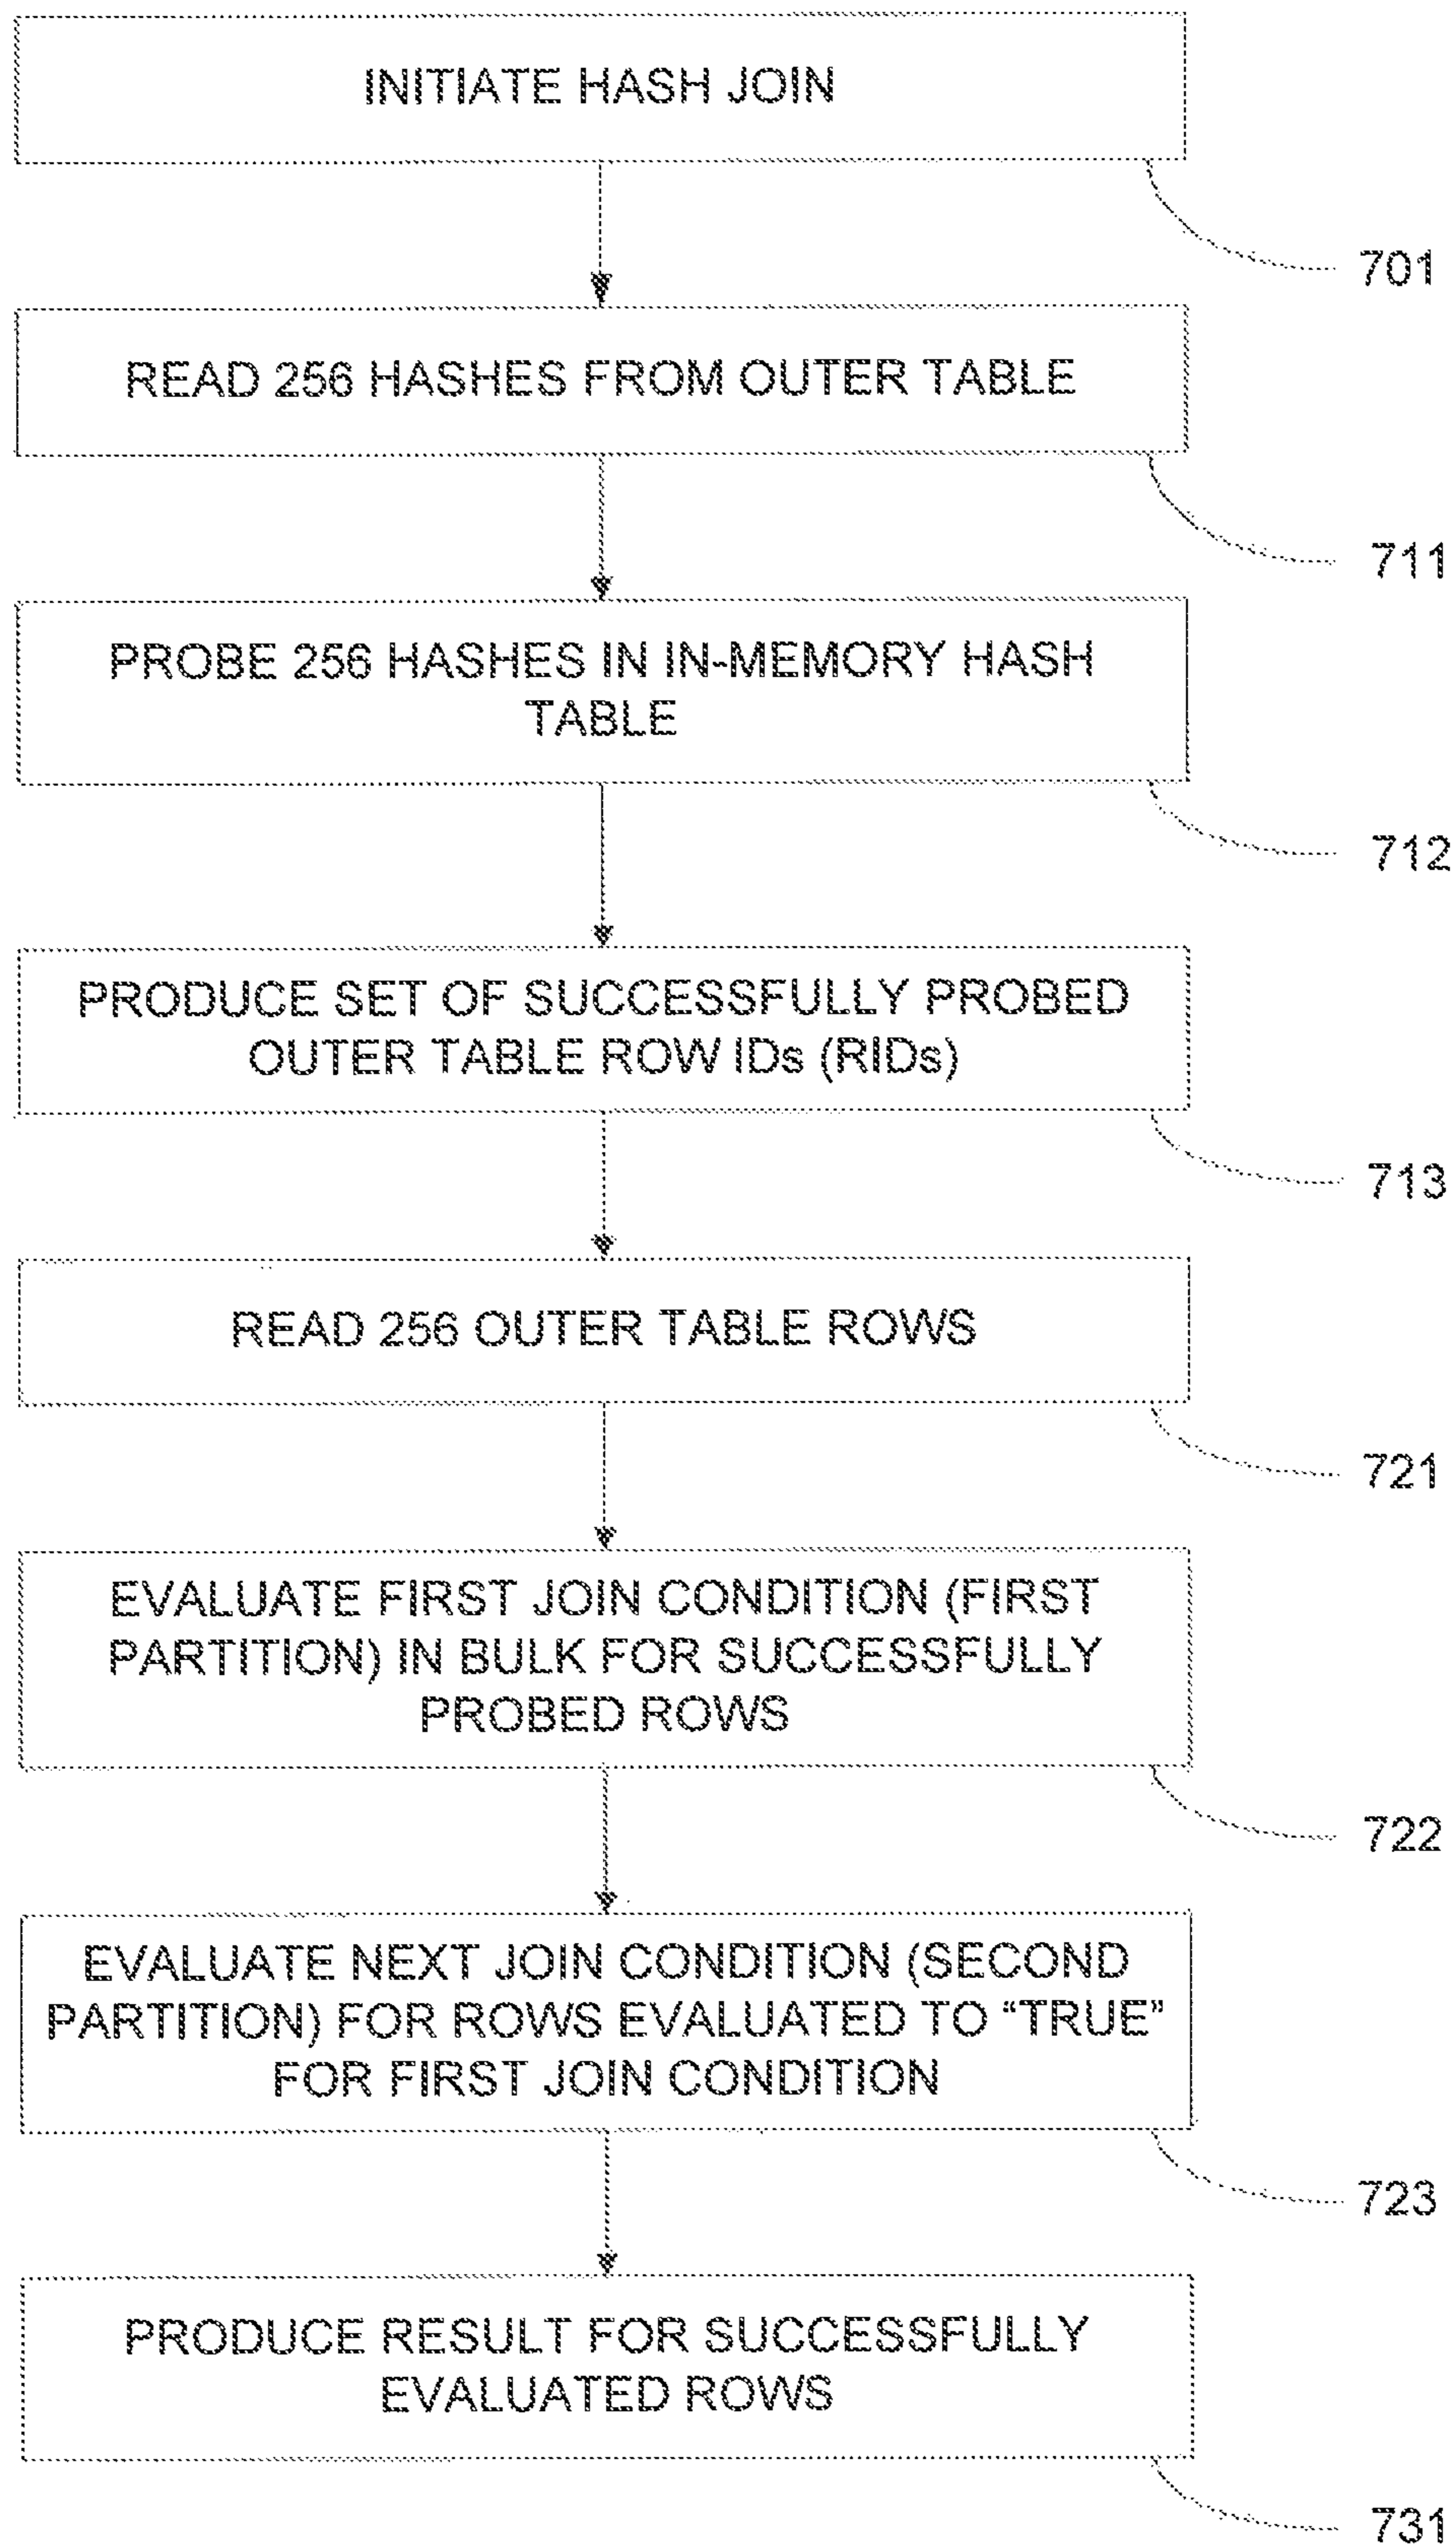 INITIATE HASH JOIN
701
READ 256 HASHES FROM OUTER TABLE
711
PROBE 256 HASHES IN IN-MEMORY HASH
TABLE
712
PRODUCE SET OF SUCCESSFULLY PROBED
OUTER TABLE ROW IDs (RIDs)
713
READ 256 OUTER TABLE ROWS
721
EVALUATE FIRST JOIN CONDITION (FIRST
PARTITION) IN BULK FOR SUCCESSFULLY
PROBED ROWS
722
EVALUATE NEXT JOIN CONDITION (SECOND
PARTITION) FOR ROWS EVALUATED TO “TRUE”
FOR FIRST JOIN CONDITION
723
PRODUCE RESULT FOR SUCCESSFULLY
EVALUATED ROWS
731